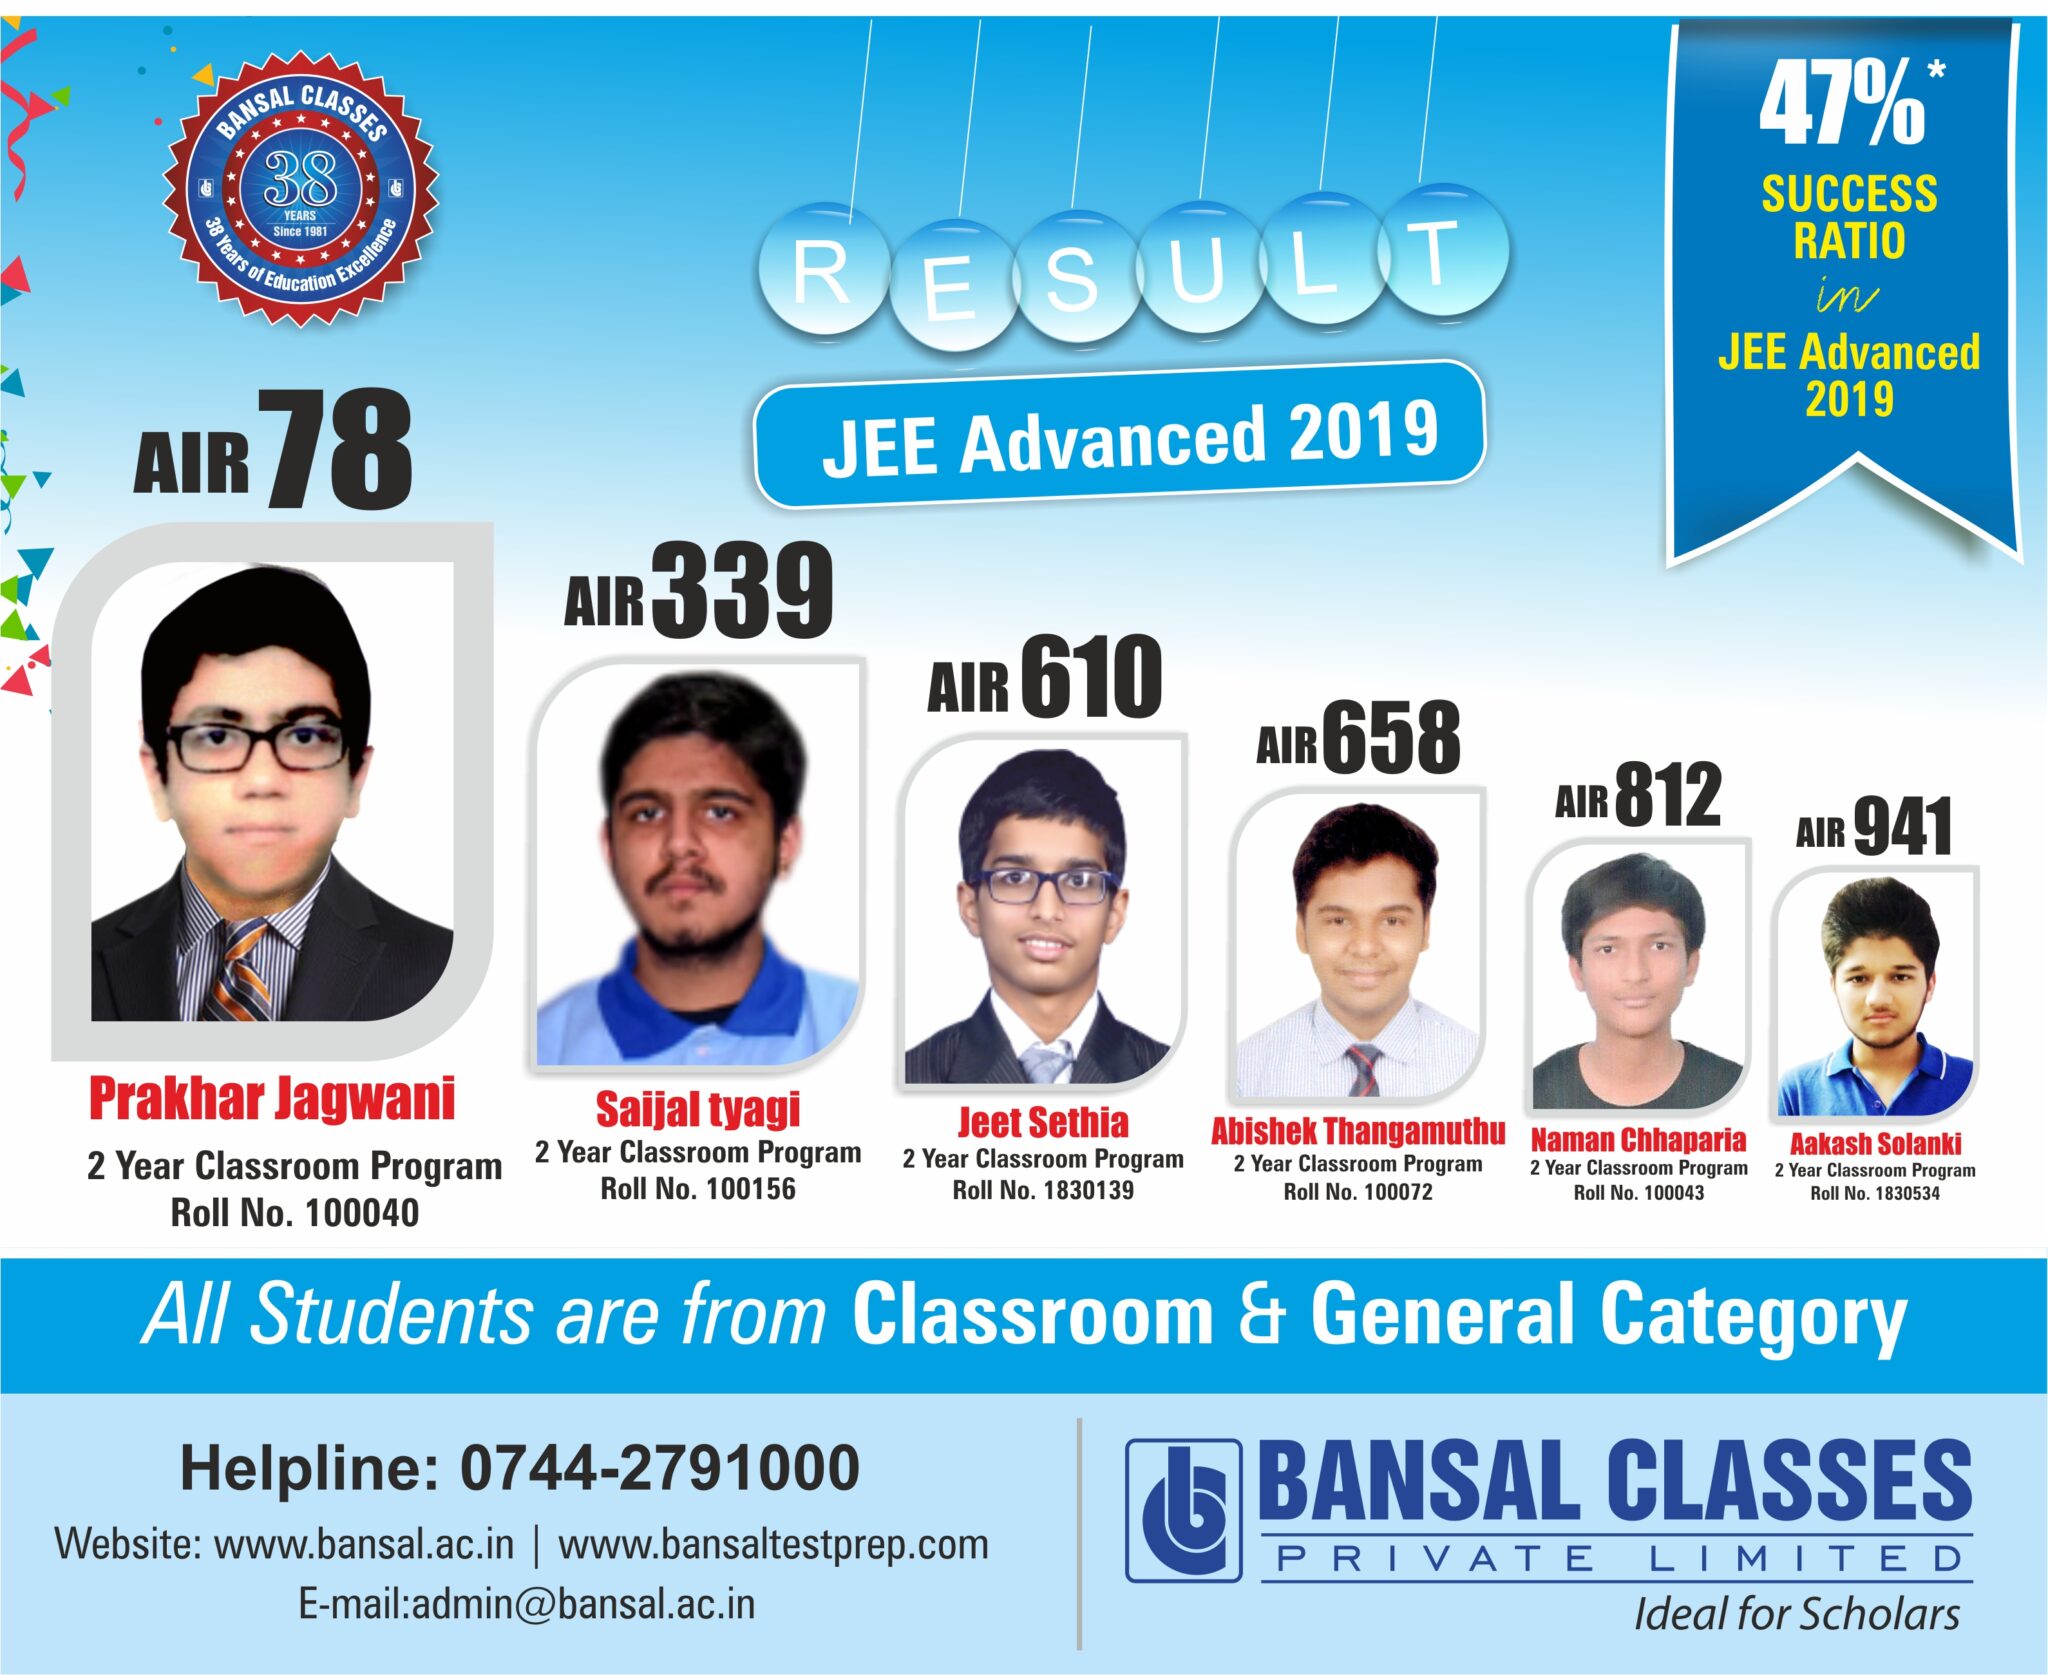 BANSAL CLASSES
38
YEARS
Since 1981
38 Years of Education Excellence
RESULT
JEE Advanced 2019
47%*
SUCCESS
RATIO
in
JEE Advanced
2019
AIR 78
Prakhar Jagwani
2 Year Classroom Program
Roll No. 100040
AIR 339
Saijal tyagi
2 Year Classroom Program
Roll No. 100156
AIR 610
Jeet Sethia
2 Year Classroom Program
Roll No. 1830139
AIR 658
Abishek Thangamuthu
2 Year Classroom Program
Roll No. 100072
AIR 812
Naman Chhaparia
2 Year Classroom Program
Roll No. 100043
AIR 941
Aakash Solanki
2 Year Classroom Program
Roll No. 1830534
All Students are from Classroom & General Category
Helpline: 0744-2791000
Website: www.bansal.ac.in | www.bansaltestprep.com
E-mail:admin@bansal.ac.in
BANSAL CLASSES
PRIVATE LIMITED
Ideal for Scholars